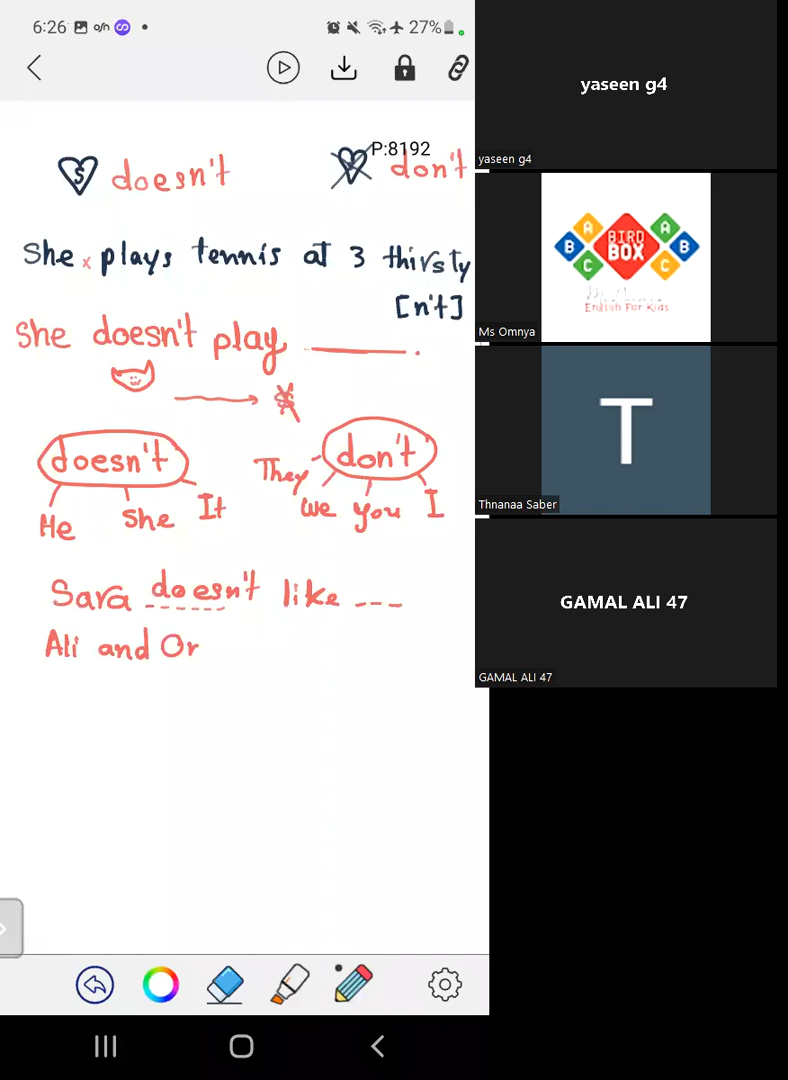 6:26 27%
P:8192
S doesn't don't
She x plays tennis at 3 thirsty
[n't]
She doesn't play ______.
S
doesn't don't
He She It They we you I
Sara doesn't like ---
Ali and Or
yaseen g4
yaseen g4
A B C BIRD BOX A B C
English For Kids
Ms Omnya
T
Thnanaa Saber
GAMAL ALI 47
GAMAL ALI 47